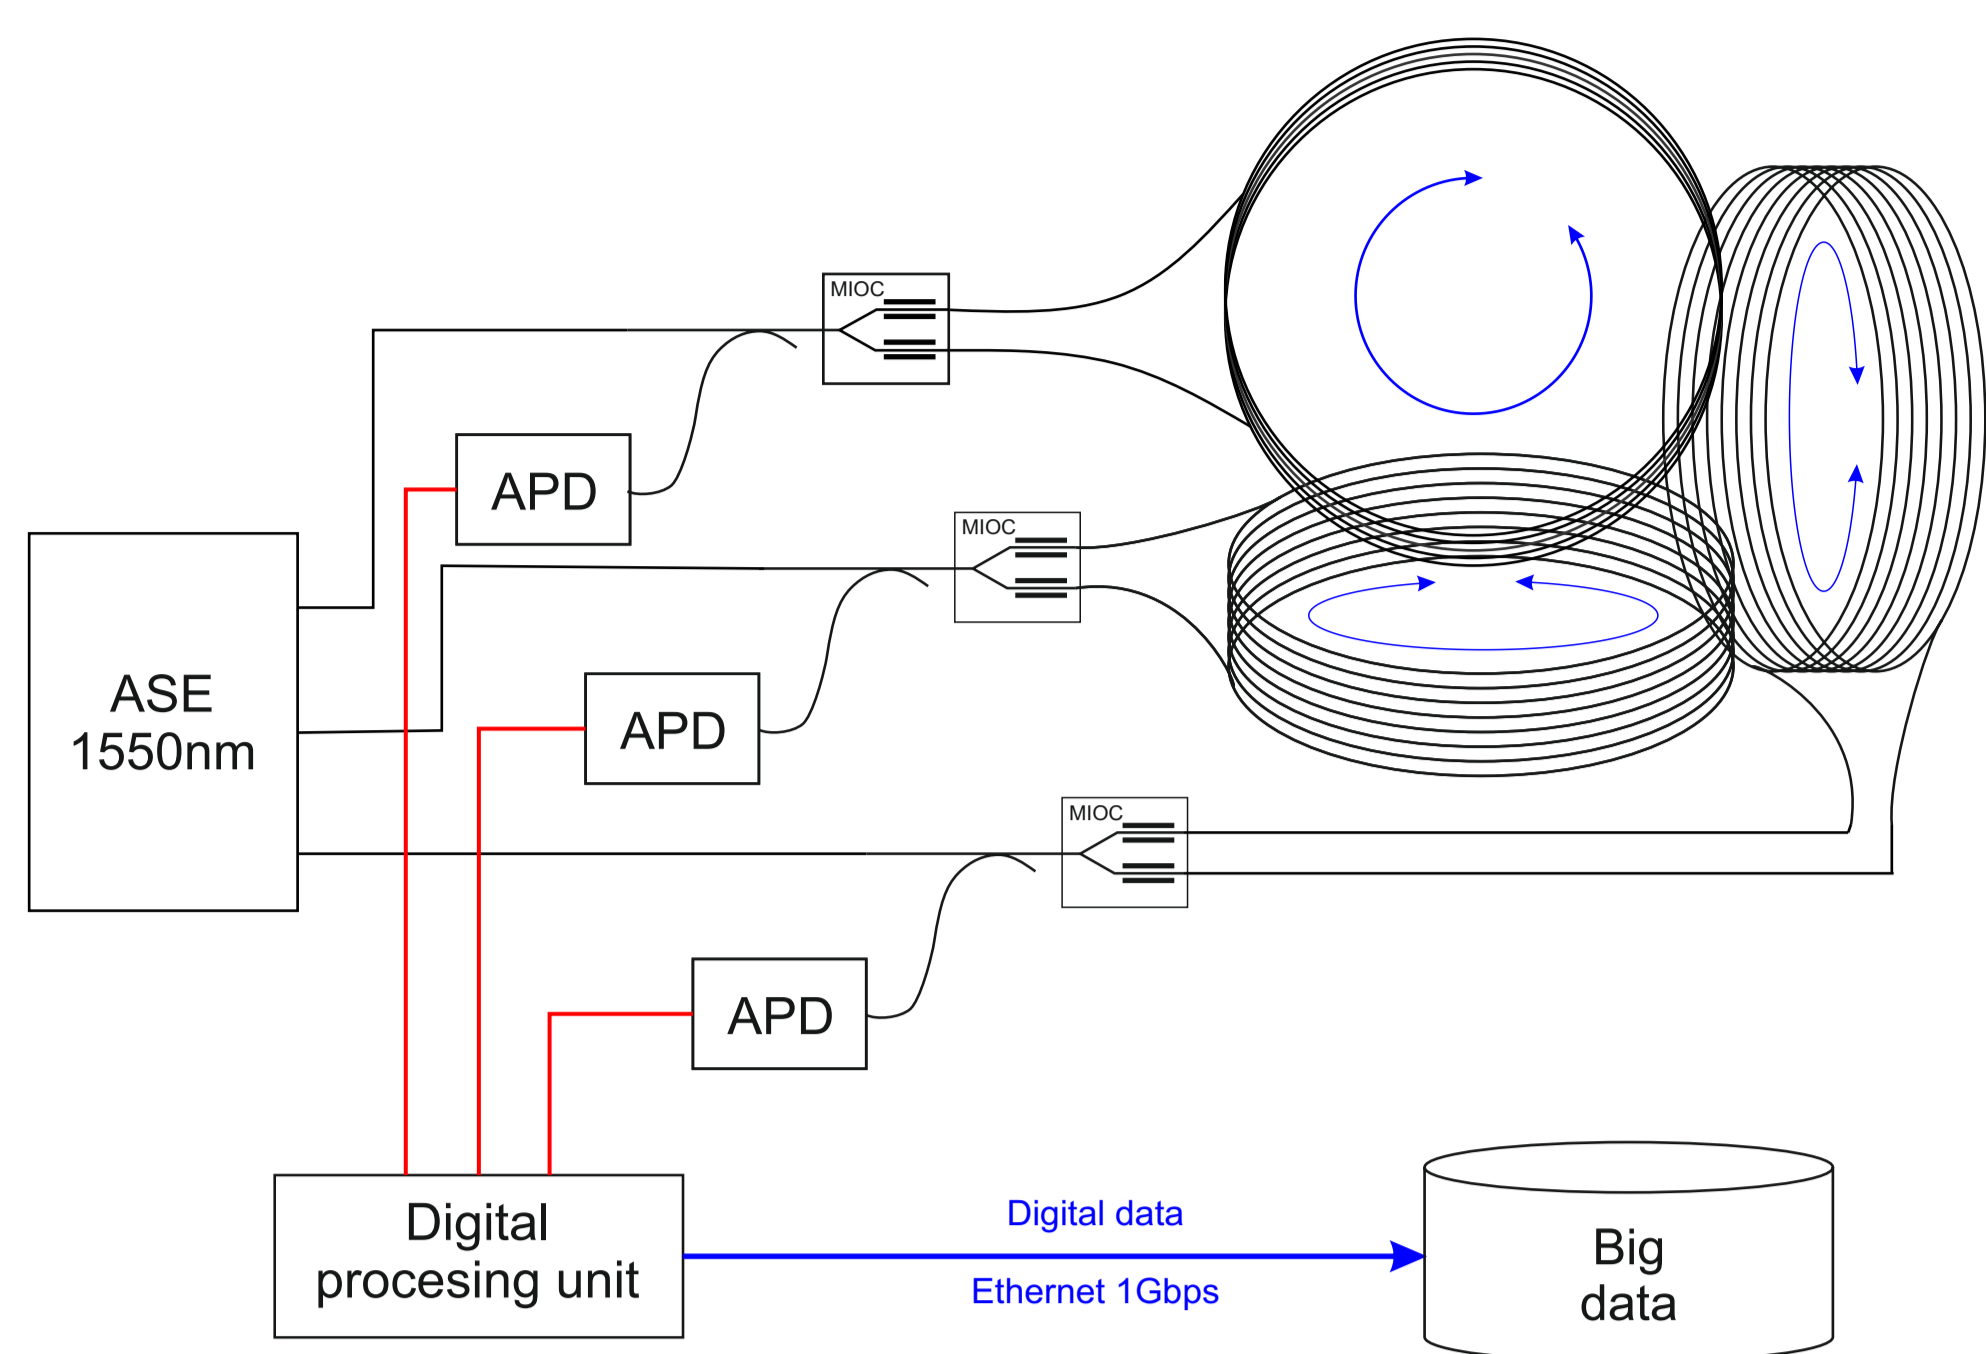 MIOC
APD
MIOC
ASE
1550nm
APD
MIOC
APD
Digital
procesing unit
Digital data
Ethernet 1Gbps
Big
data